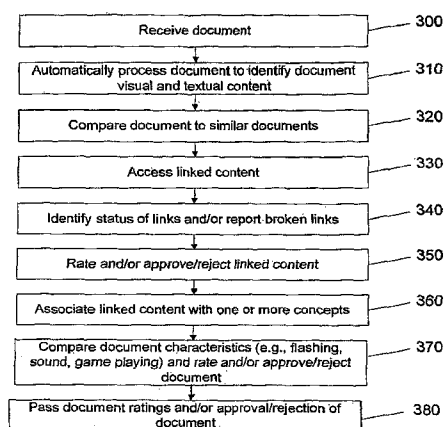 Receive document 300
Automatically process document to identify document 310
visual and textual content
Compare document to similar documents 320
Access linked content 330
Identify status of links and/or report broken links 340
Rate and/or approve/reject linked content 350
Associate linked content with one or more concepts 360
Compare document characteristics (e.g., flashing, 370
sound, game playing) and rate and/or approve/reject
document
Pass document ratings and/or approval/rejection of 380
document